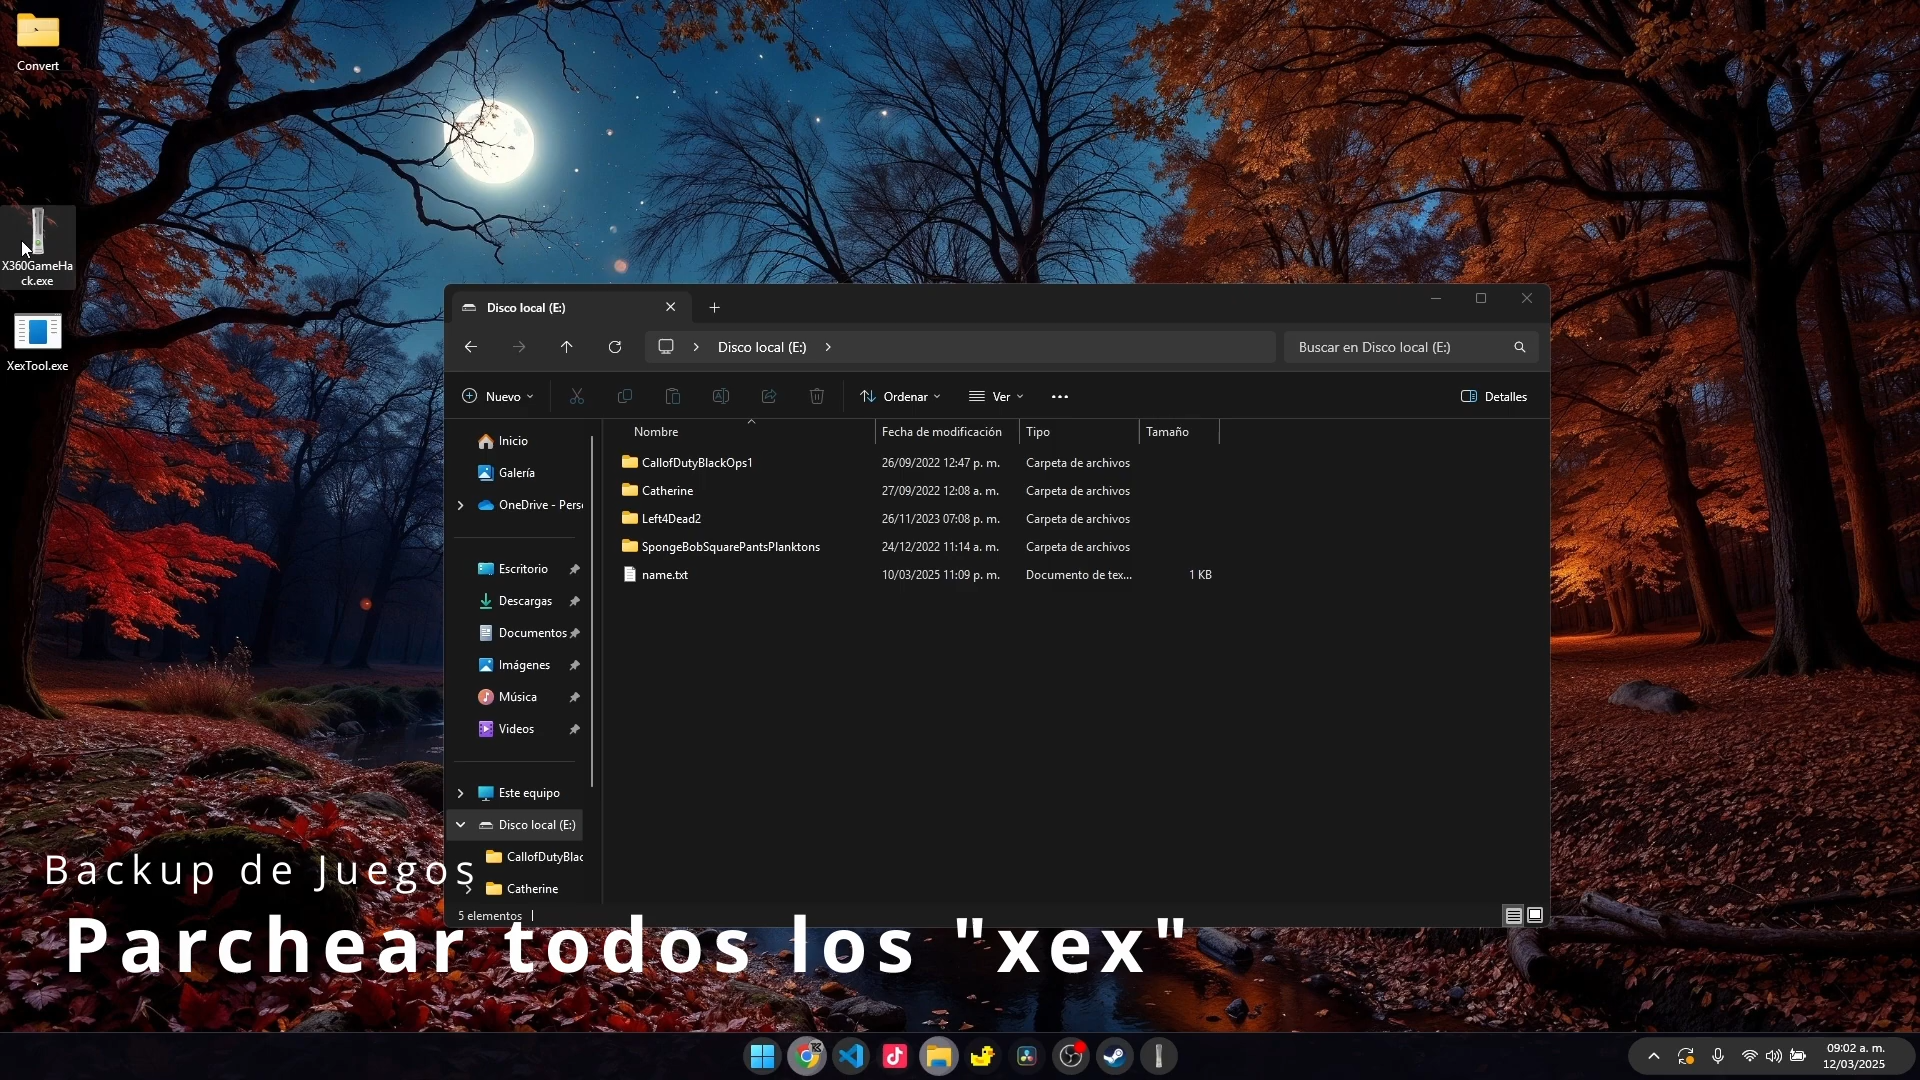 Convert
X360GameHa
ck.exe
XexTool.exe
Disco local (E:)
Disco local (E:)
Buscar en Disco local (E:)
Nuevo
Ordenar
Ver
Detalles
Inicio
Galería
OneDrive - Pers
Escritorio
Descargas
Documentos
Imágenes
Música
Videos
Este equipo
Disco local (E:)
CallofDutyBlac
Catherine
Nombre Fecha de modificación Tipo Tamaño
CallofDutyBlackOps1 26/09/2022 12:47 p. m. Carpeta de archivos
Catherine 27/09/2022 12:08 a. m. Carpeta de archivos
Left4Dead2 26/11/2023 07:08 p. m. Carpeta de archivos
SpongeBobSquarePantsPlanktons 24/12/2022 11:14 a. m. Carpeta de archivos
name.txt 10/03/2025 11:09 p. m. Documento de tex... 1 KB
5 elementos
Backup de Juegos
Parchear todos los "xex"
09:02 a. m.
12/03/2025